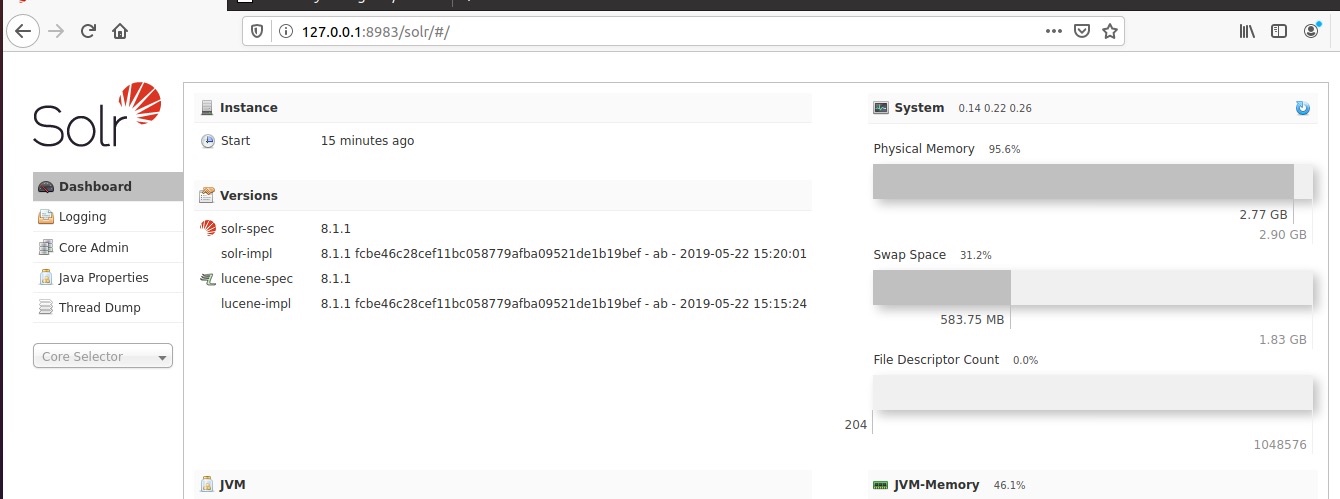 127.0.0.1:8983/solr/#/
Solr
Dashboard
Logging
Core Admin
Java Properties
Thread Dump
Core Selector
Instance
Start 15 minutes ago
Versions
solr-spec 8.1.1
solr-impl 8.1.1 fcbe46c28cef11bc058779afba09521de1b19bef - ab - 2019-05-22 15:20:01
lucene-spec 8.1.1
lucene-impl 8.1.1 fcbe46c28cef11bc058779afba09521de1b19bef - ab - 2019-05-22 15:15:24
JVM
System 0.14 0.22 0.26
Physical Memory 95.6%
2.77 GB
2.90 GB
Swap Space 31.2%
583.75 MB
1.83 GB
File Descriptor Count 0.0%
204
1048576
JVM-Memory 46.1%